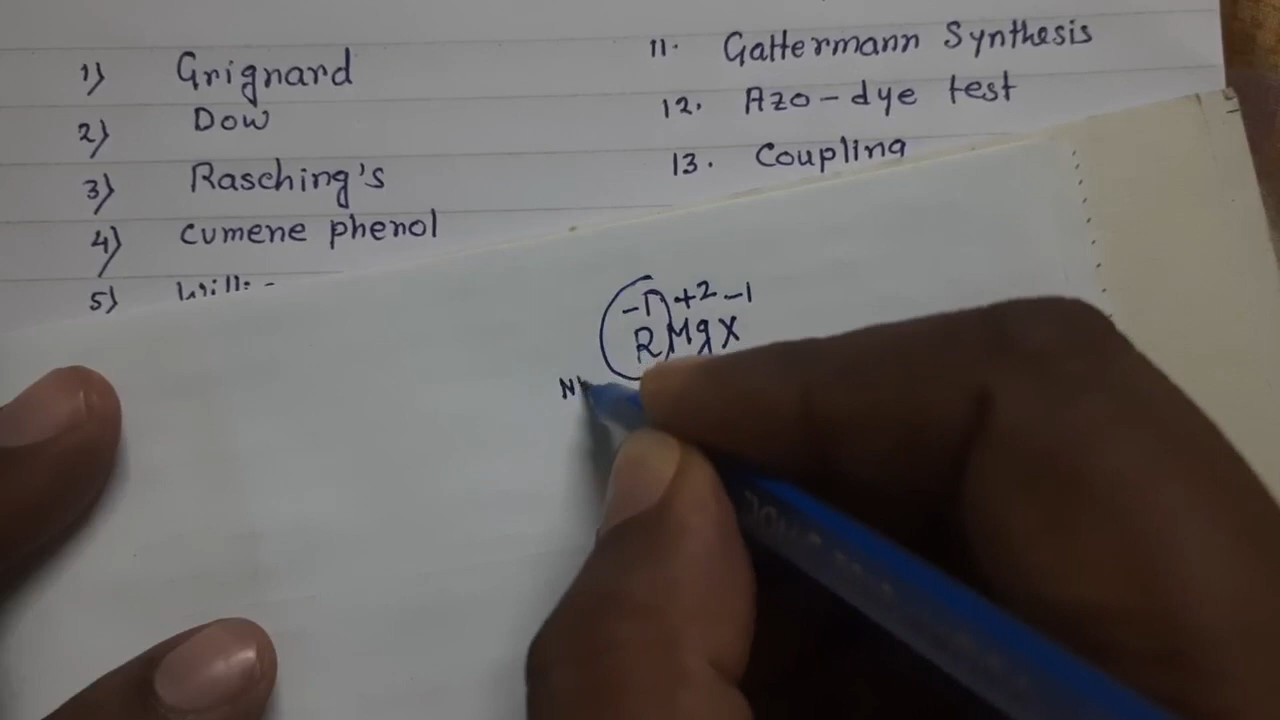 1) Grignard
2) Dow
3) Rasching's
4) Cumene phenol
5)
11. Gattermann Synthesis
12. Azo-dye test
13. Coupling
-1 +2 -1
RMgX